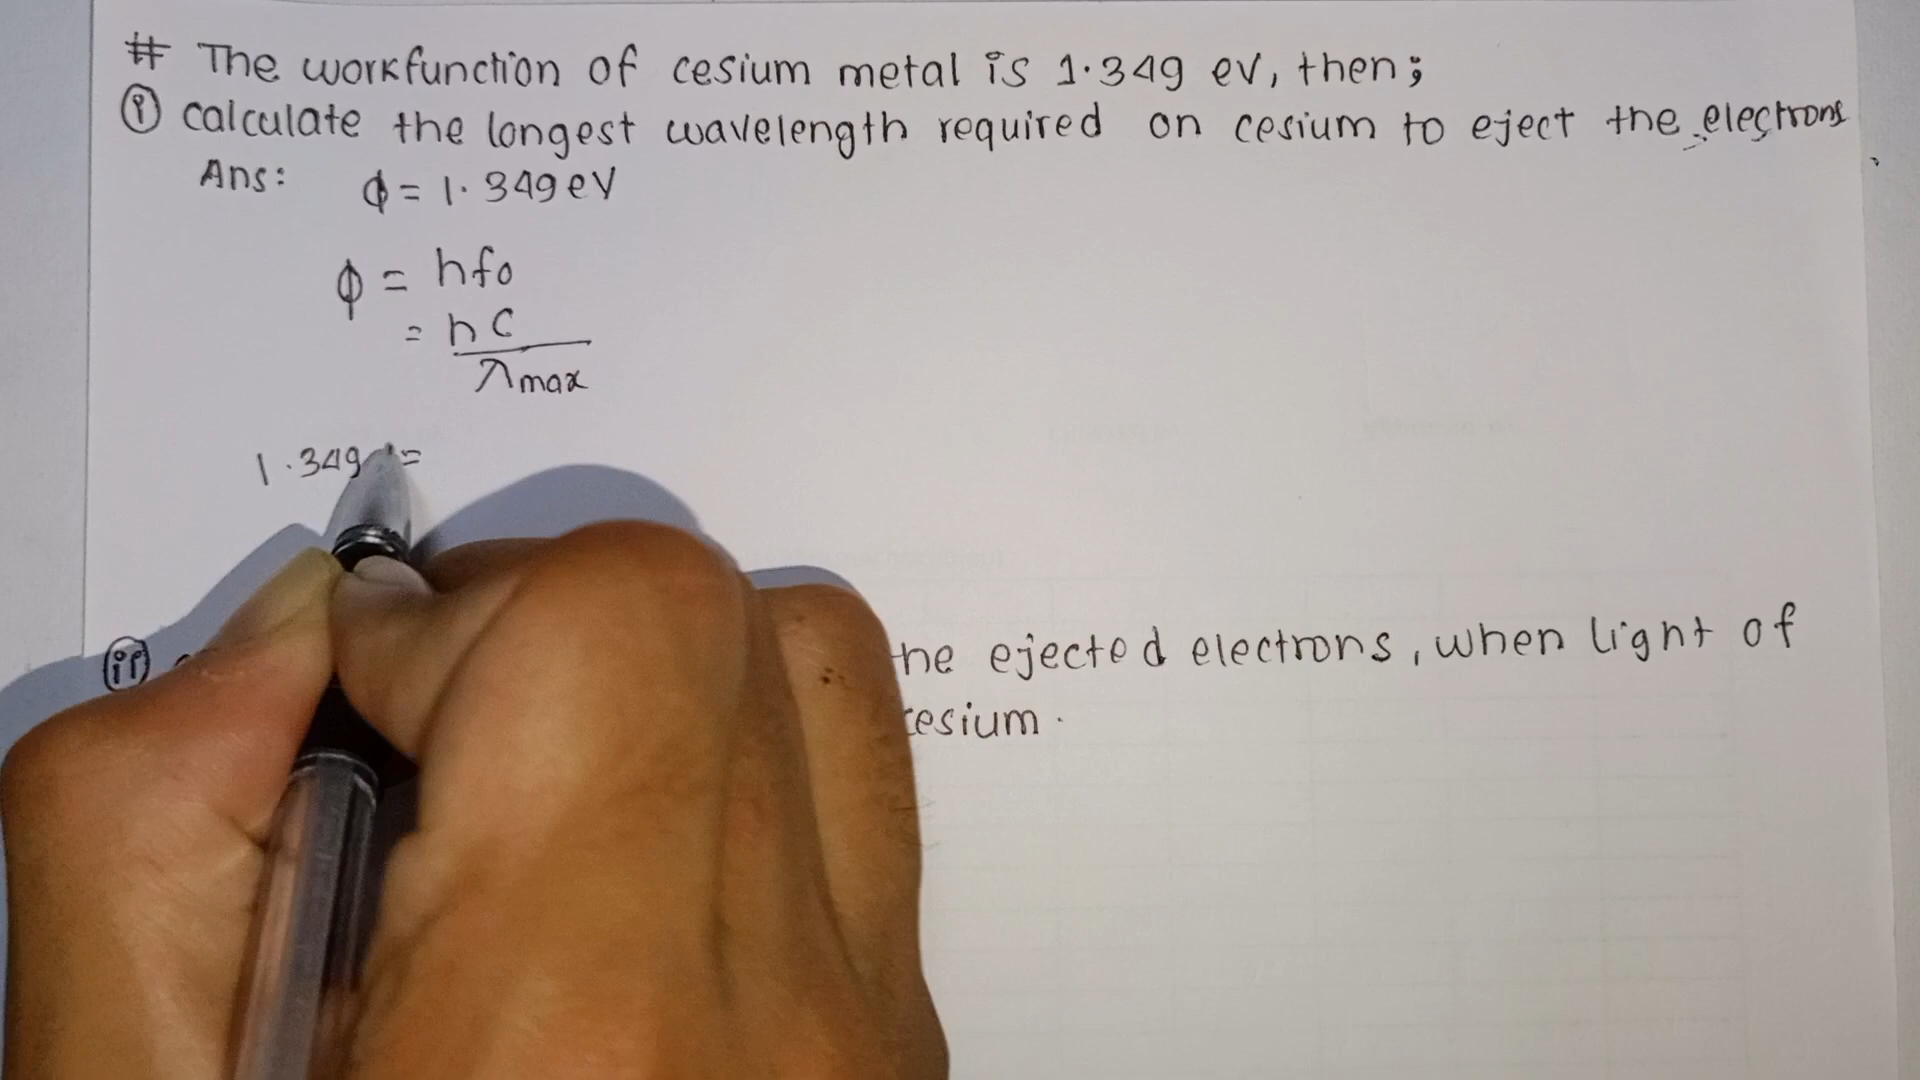 # The workfunction of cesium metal is 1.349 ev, then;
(i) calculate the longest wavelength required on cesium to eject the electrons
Ans: ϕ = 1.349 eV
ϕ = hf0
= hc
λmax
1.349 =
(ii) the ejected electrons, when light of
cesium.